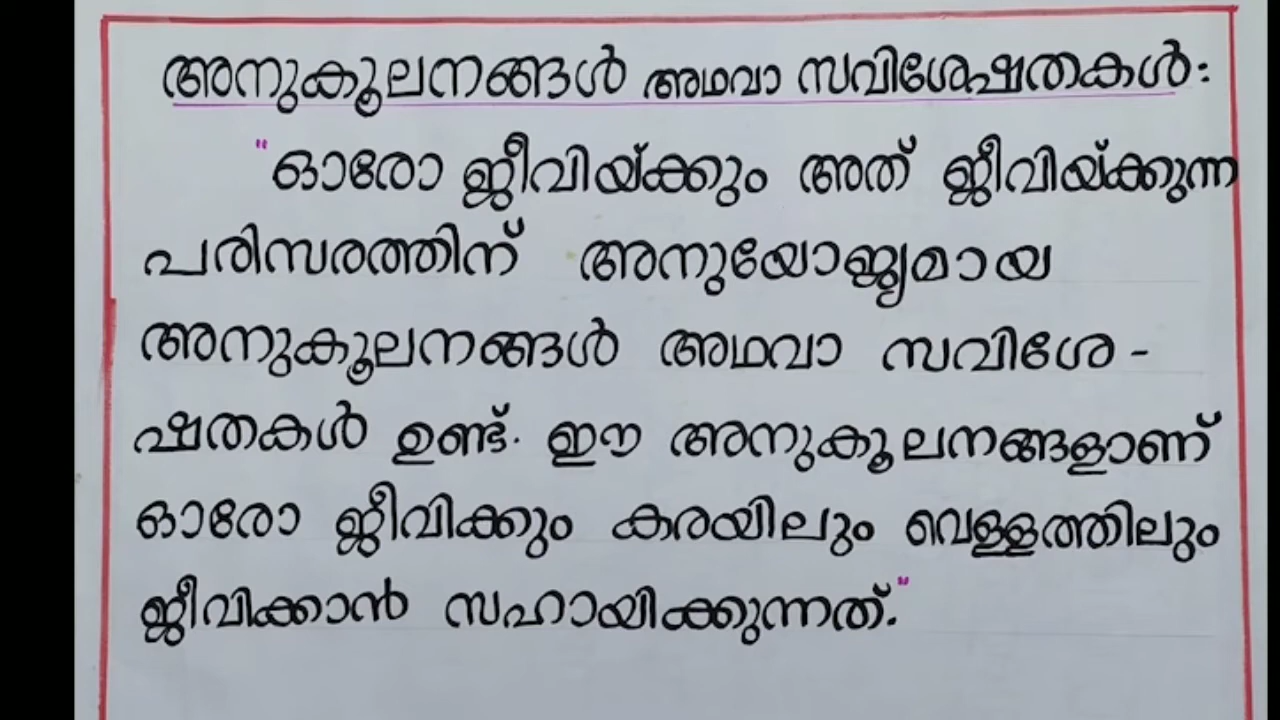 അനുകൂലനങ്ങൾ അഥവാ സവിശേഷതകൾ:
"ഓരോ ജീവിയ്ക്കും അത് ജീവിയ്ക്കുന്ന
പരിസരത്തിന് അനുയോജ്യമായ
അനുകൂലനങ്ങൾ അഥവാ സവിശേ-
ഷതകൾ ഉണ്ട്. ഈ അനുകൂലനങ്ങളാണ്
ഓരോ ജീവിക്കും കരയിലും വെള്ളത്തിലും
ജീവിക്കാൻ സഹായിക്കുന്നത്."